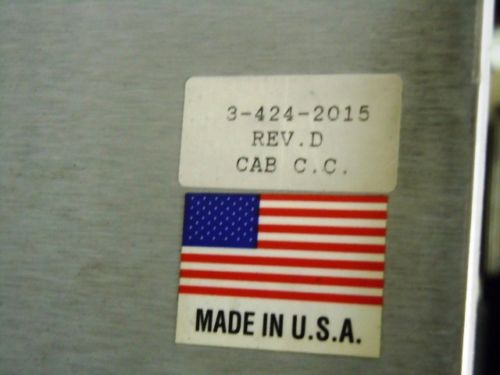 3-424-2015
REV.D
CAB C.C.
MADE IN U.S.A.